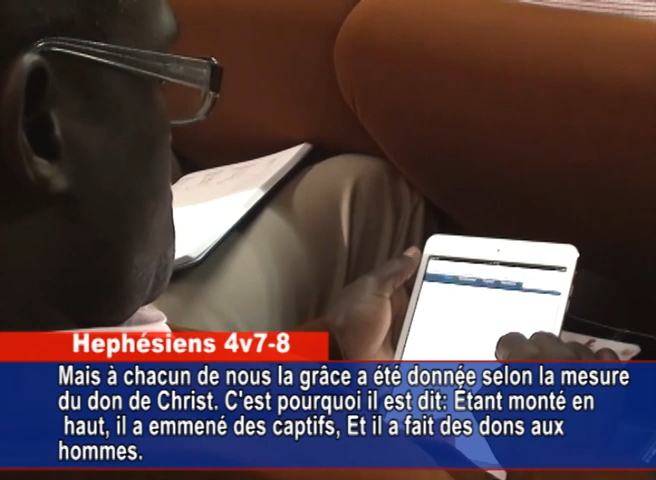 Hephésiens 4v7-8
Mais à chacun de nous la grâce a été donnée selon la mesure
du don de Christ. C'est pourquoi il est dit: Étant monté en
haut, il a emmené des captifs, Et il a fait des dons aux
hommes.